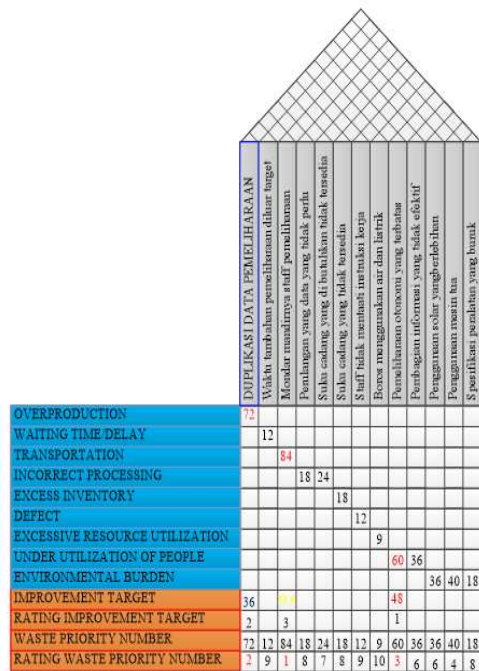 DUPLIKASI DATA PEMELIHARAAN
Waktu tambahan pemeliharaan diluar target
Mondar mandirnya staff pemeliharaan
Penulangan yang data yang tidak perlu
Suku cadang yang di butuhkan tidak tersedia
Suku cadang yang tidak tersedia
Staff tidak mentaati instruksi kerja
Boros menggunakan air dan listrik
Pemeliharaan otonomi yang terbatas
Pembagian informasi yang tidak efektif
Penggunaan solar yangberlebihan
Penggunaan mesin tua
Spesifikasi peralatan yang buruk
OVERPRODUCTION 72
WAITING TIME/DELAY 12
TRANSPORTATION 84
INCORRECT PROCESSING 18 24
EXCESS INVENTORY 18
DEFECT 12
EXCESSIVE RESOURCE UTILIZATION 9
UNDER UTILIZATION OF PEOPLE 60 36
ENVIRONMENTAL BURDEN 36 40 18
IMPROVEMENT TARGET 36 48
RATING IMPROVEMENT TARGET 2 3 1
WASTE PRIORITY NUMBER 72 12 84 18 24 18 12 9 60 36 36 40 18
RATING WASTE PRIORITY NUMBER 2 9 1 8 7 8 9 10 3 6 6 4 8